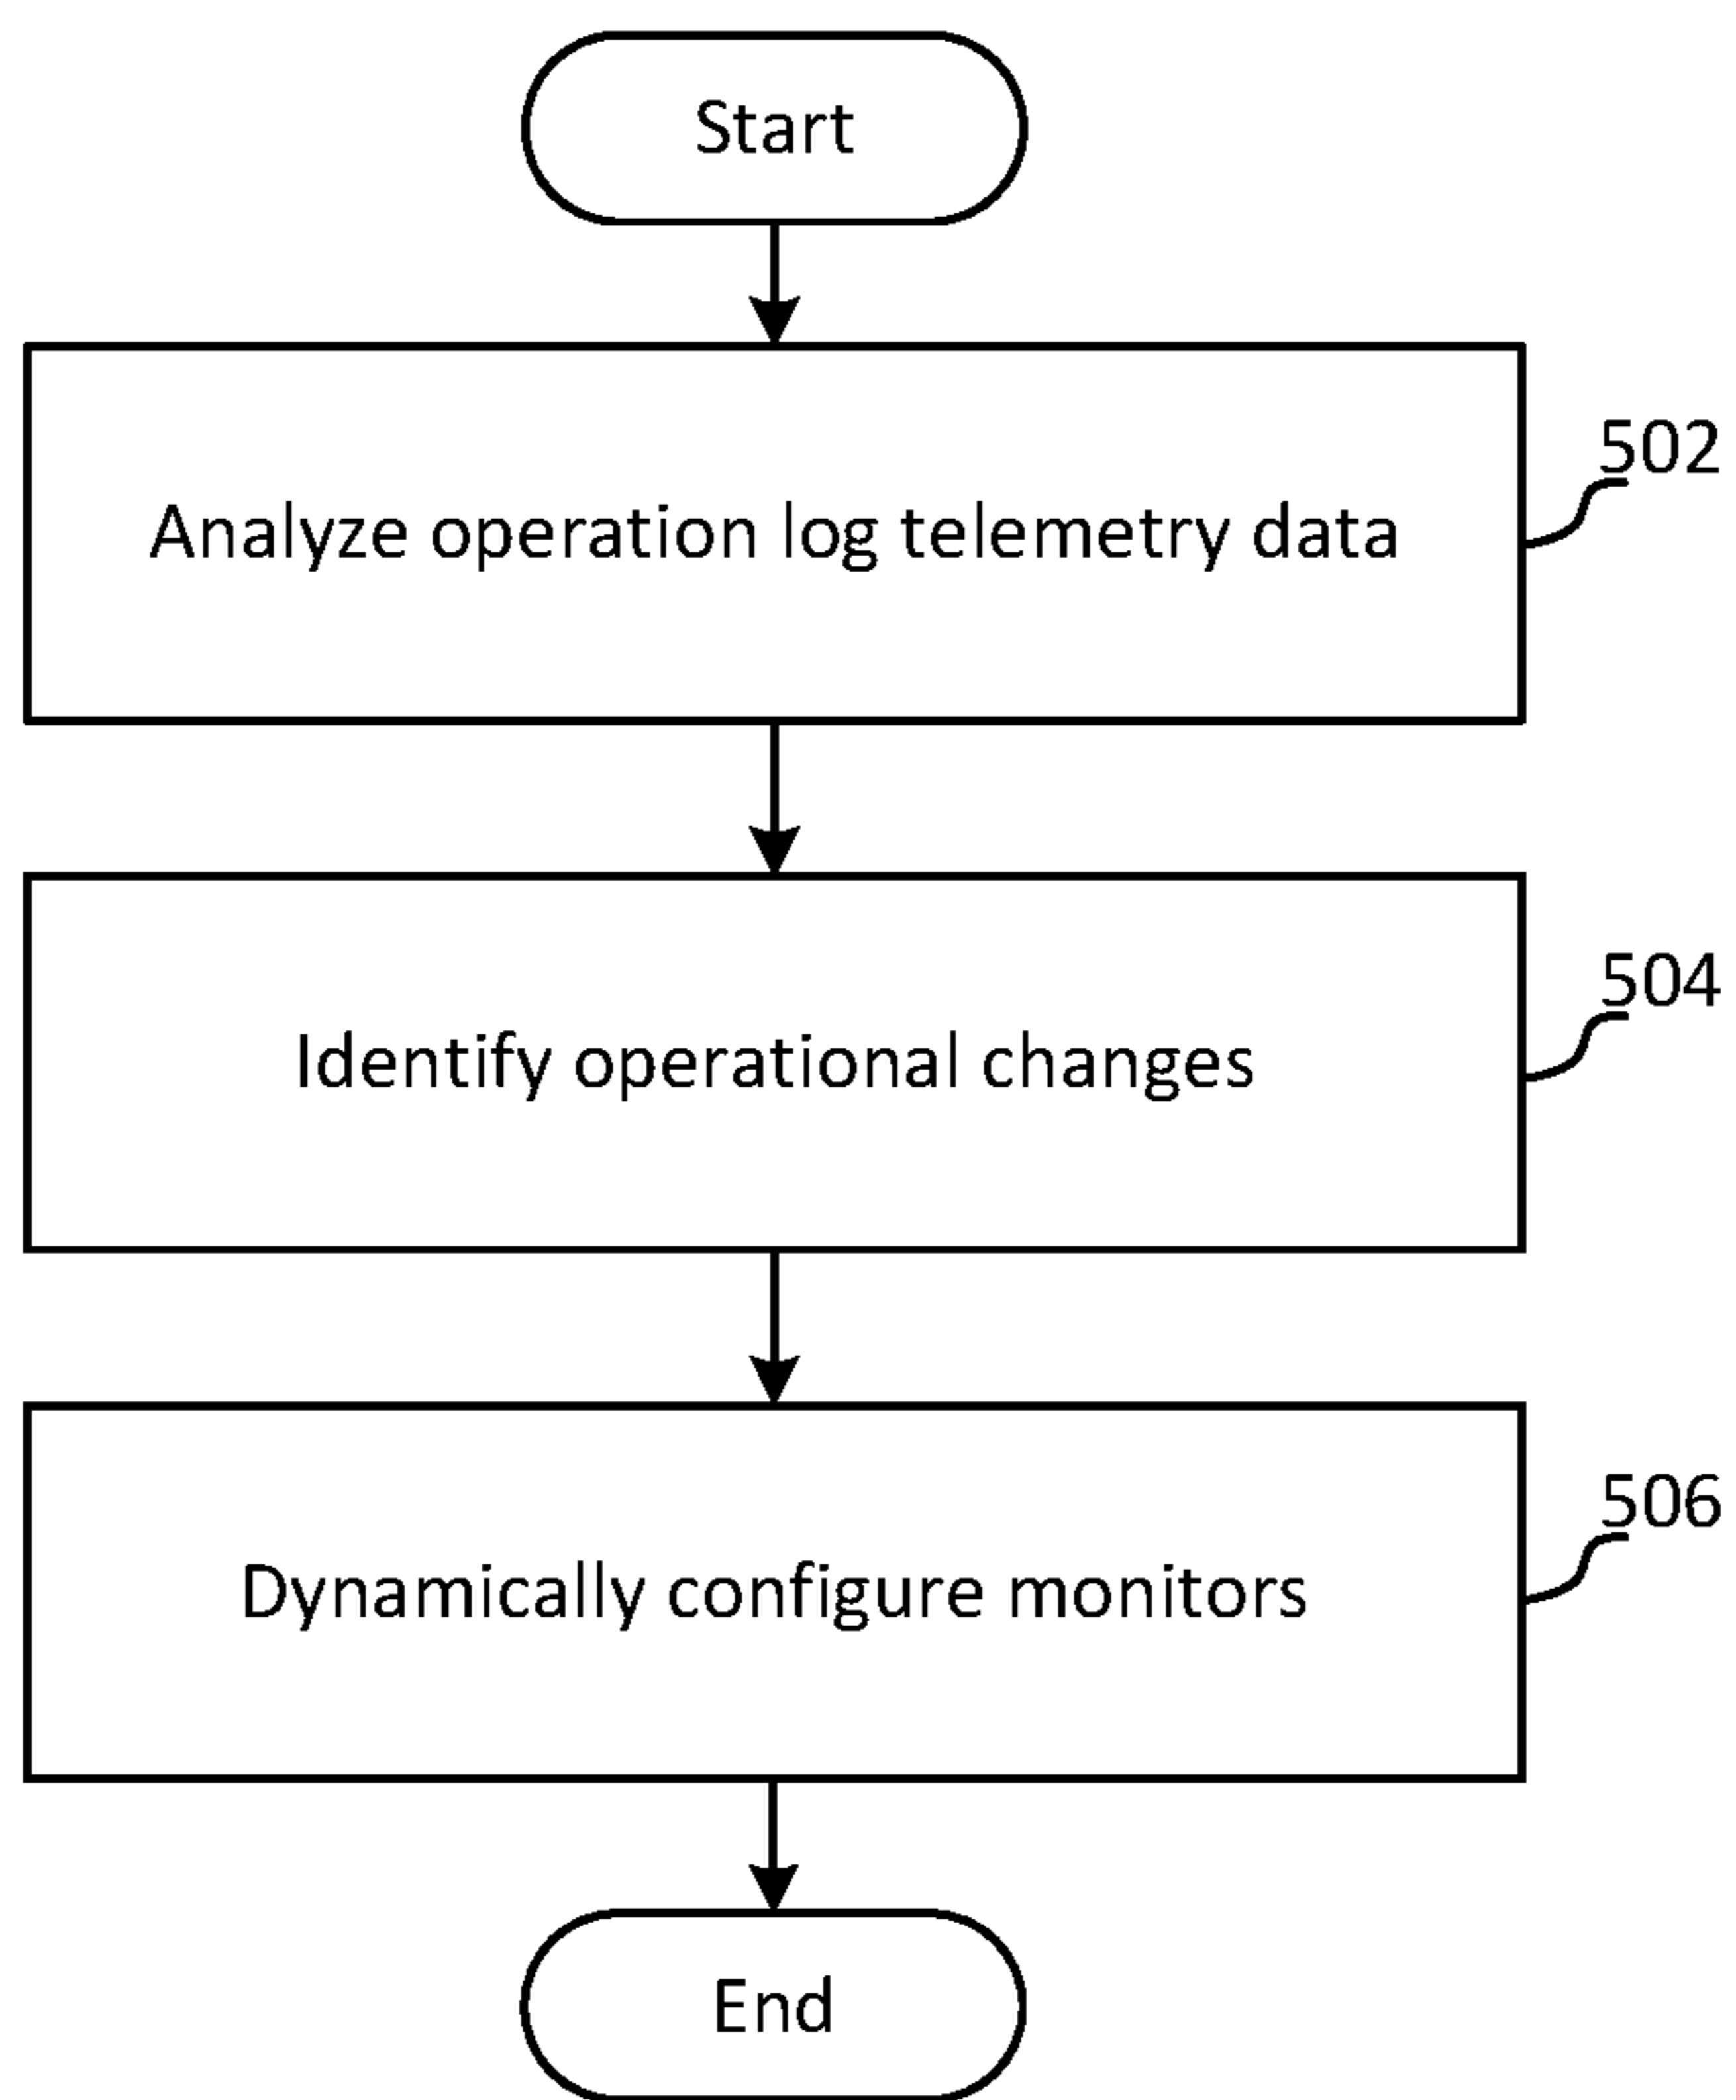 Start
502
Analyze operation log telemetry data
504
Identify operational changes
506
Dynamically configure monitors
End